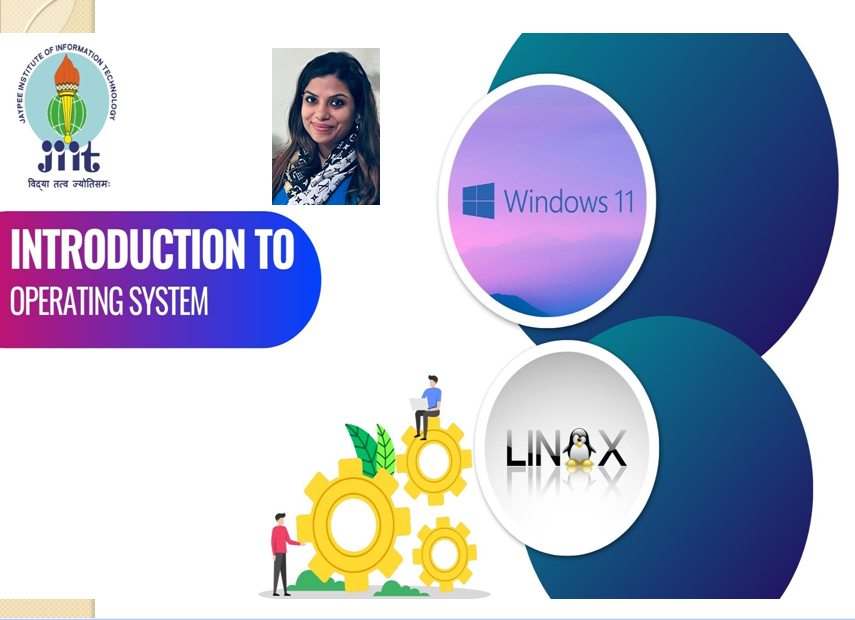 JAYPEE INSTITUTE OF INFORMATION TECHNOLOGY
jiit
विद्या तत्व ज्योतिसमः
INTRODUCTION TO
OPERATING SYSTEM
Windows 11
LINUX